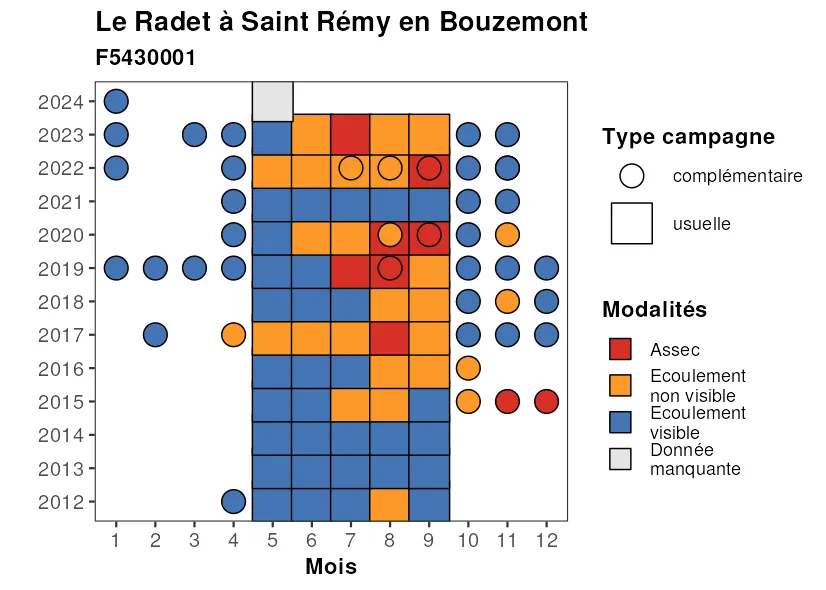 Le Radet à Saint Rémy en Bouzemont
F5430001
2024
2023
2022
2021
2020
2019
2018
2017
2016
2015
2014
2013
2012
1 2 3 4 5 6 7 8 9 10 11 12
Mois
Type campagne
complémentaire
usuelle
Modalités
Assec
Ecoulement
non visible
Ecoulement
visible
Donnée
manquante